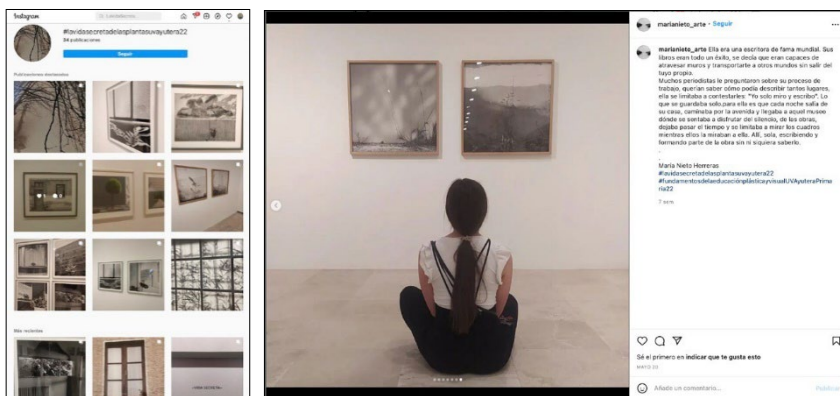 Instagram
#lavidasecretadelasplantasuvayutera22
84 publicaciones
Seguir
Publicaciones destacadas
Más recientes
marianieto_arte • Seguir
marianieto_arte Ella era una escritora de fama mundial. Sus
libros eran todo un éxito, se decía que eran capaces de
atravesar muros y transportarte a otros mundos sin salir del
tuyo propio.
Muchos periodistas le preguntaron sobre su proceso de
trabajo, querían saber cómo podía describir tantos lugares,
ella se limitaba a contestarles: "Yo solo miro y escribo". Lo
que se guardaba solo para ella es que cada noche salía de
su casa, caminaba por la avenida y llegaba a aquel museo
dónde se sentaba a disfrutar del silencio, de las obras,
dejaba pasar el tiempo y se limitaba a mirar los cuadros
mientras ellos la miraban a ella. Allí, sola, escribiendo y
formando parte de la obra sin ni siquiera saberlo.
.
.
María Nieto Herreras
#lavidasecretadelasplantasuvayutera22
#fundamentosdelaeducaciónplásticayvisualUVAyuteraPrima
ria22
7 sem.
Sé el primero en indicar que te gusta esto
Añade un comentario...
Publicar